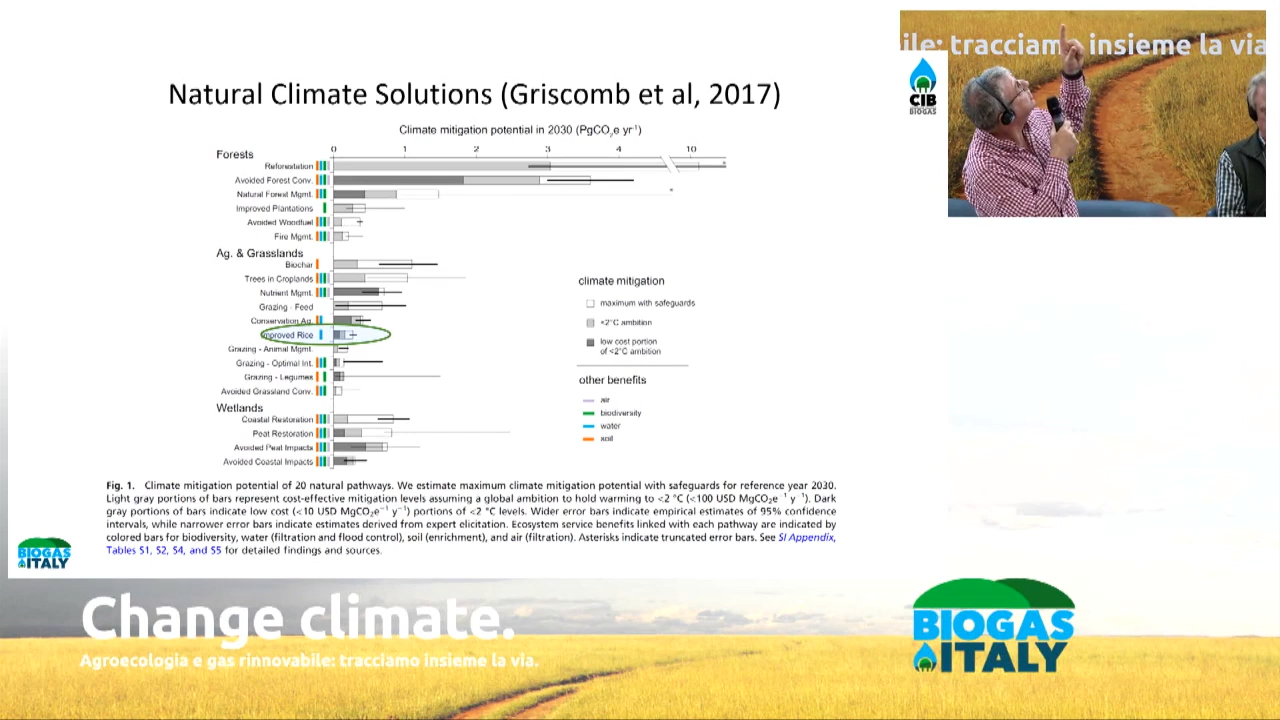 Natural Climate Solutions (Griscomb et al, 2017)
Climate mitigation potential in 2030 (PgCO2e yr-1)
0 1 2 3 4 10
Forests
Reforestation
Avoided Forest Conv.
Natural Forest Mgmt.
Improved Plantations
Avoided Woodfuel
Fire Mgmt.
Ag. & Grasslands
Biochar
Trees in Croplands
Nutrient Mgmt.
Grazing - Feed
Conservation Ag.
Improved Rice
Grazing - Animal Mgmt.
Grazing - Optimal Int.
Grazing - Legumes
Avoided Grassland Conv.
Wetlands
Coastal Restoration
Peat Restoration
Avoided Peat Impacts
Avoided Coastal Impacts
climate mitigation
maximum with safeguards
<2°C ambition
low cost portion
of <2°C ambition
other benefits
air
biodiversity
water
soil
Fig. 1. Climate mitigation potential of 20 natural pathways. We estimate maximum climate mitigation potential with safeguards for reference year 2030.
Light gray portions of bars represent cost-effective mitigation levels assuming a global ambition to hold warming to <2 °C (<100 USD MgCO2e−1 y−1). Dark
gray portions of bars indicate low cost (<10 USD MgCO2e−1 y−1) portions of <2 °C levels. Wider error bars indicate empirical estimates of 95% confidence
intervals, while narrower error bars indicate estimates derived from expert elicitation. Ecosystem service benefits linked with each pathway are indicated by
colored bars for biodiversity, water (filtration and flood control), soil (enrichment), and air (filtration). Asterisks indicate truncated error bars. See SI Appendix,
Tables S1, S2, S4, and S5 for detailed findings and sources.
BIOGAS
ITALY
ile: tracciam insieme la via
CIB
BIOGAS
Change climate.
Agroecologia e gas rinnovabile: tracciamo insieme la via.
BIOGAS
ITALY